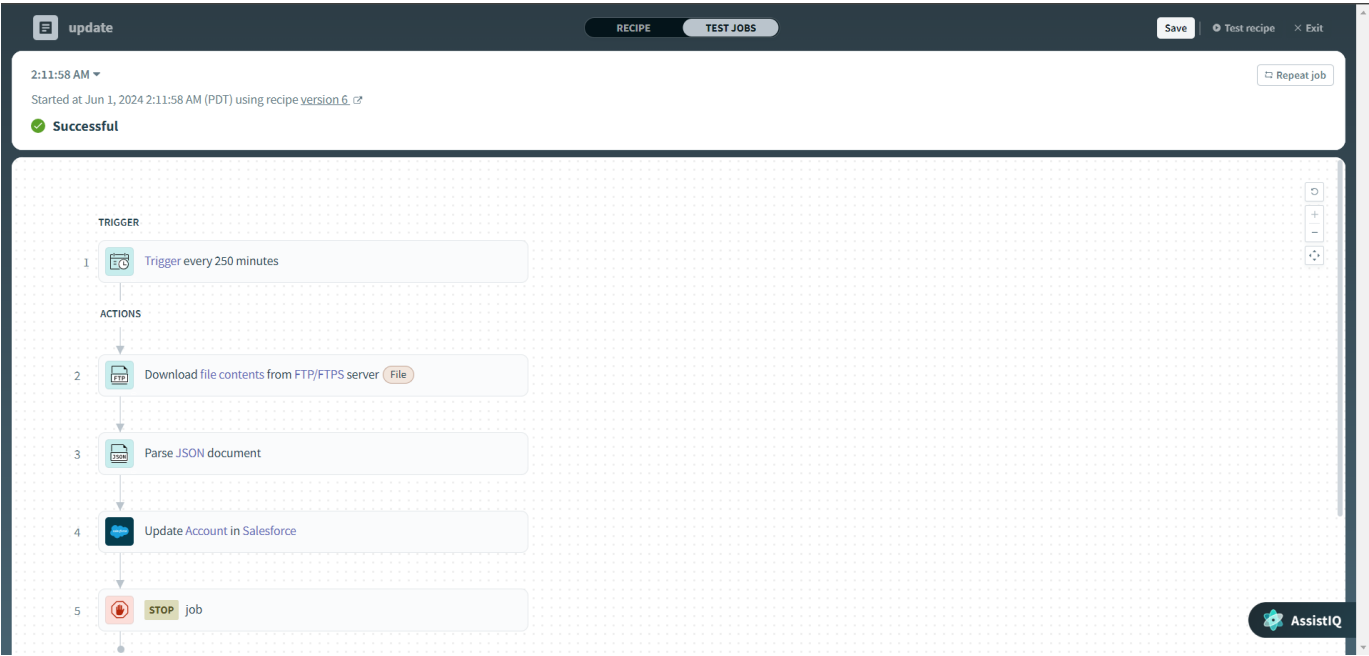 update
RECIPE TEST JOBS
Save Test recipe Exit
2:11:58 AM
Repeat job
Started at Jun 1, 2024 2:11:58 AM (PDT) using recipe version 6
Successful
TRIGGER
1 Trigger every 250 minutes
ACTIONS
2 FTP Download file contents from FTP/FTPS server File
3 JSON Parse JSON document
4 Update Account in Salesforce
5 STOP job
AssistIQ